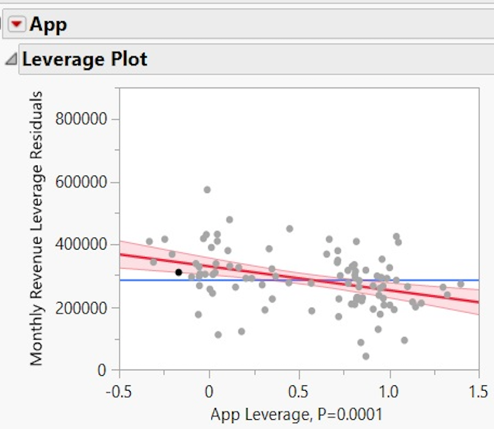 App
Leverage Plot
Monthly Revenue Leverage Residuals
800000
600000
400000
200000
0
-0.5
0
0.5
1.0
1.5
App Leverage, P=0.0001